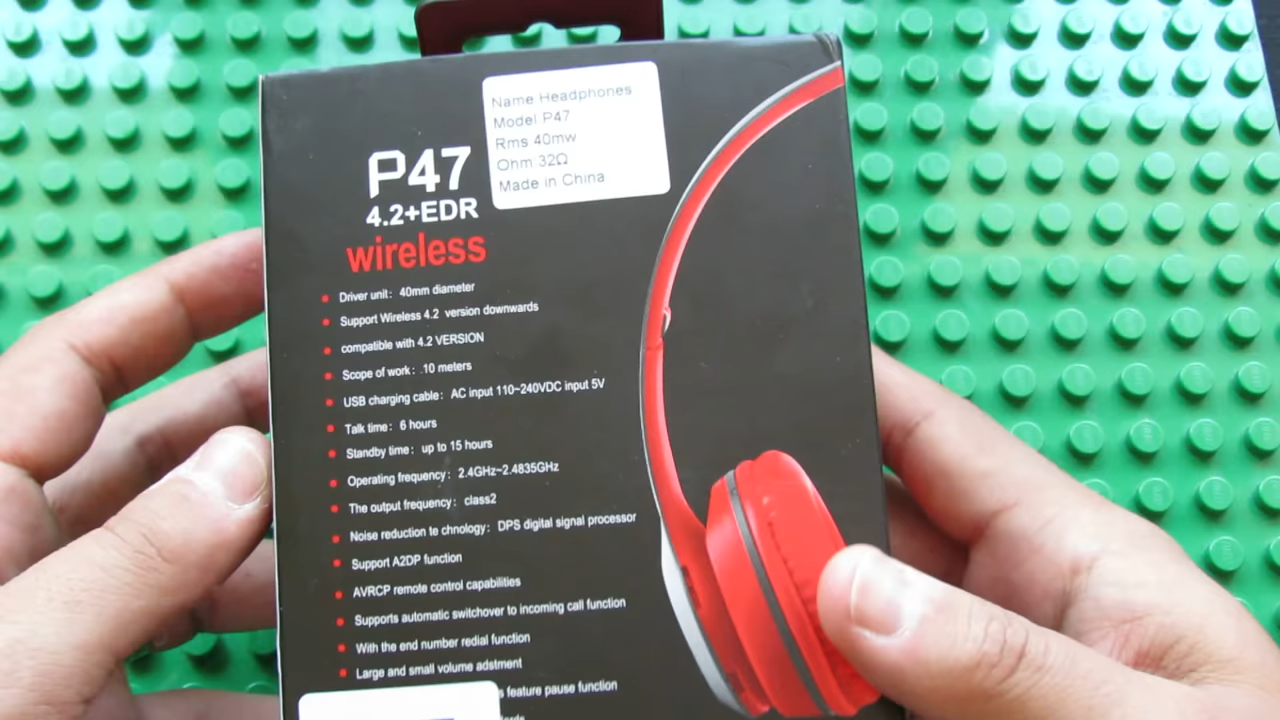 Name Headphones
Model P47
Rms 40mw
Ohm 32Ω
Made in China
P47
4.2+EDR
wireless
Driver unit: 40mm diameter
Support Wireless 4.2 version downwards
compatible with 4.2 VERSION
Scope of work: 10 meters
USB charging cable: AC input 110~240VDC input 5V
Talk time: 6 hours
Standby time: up to 15 hours
Operating frequency: 2.4GHz~2.4835GHz
The output frequency: class2
Noise reduction te chnology: DPS digital signal processor
Support A2DP function
AVRCP remote control capabilities
Supports automatic switchover to incoming call function
With the end number redial function
Large and small volume adstment
feature pause function